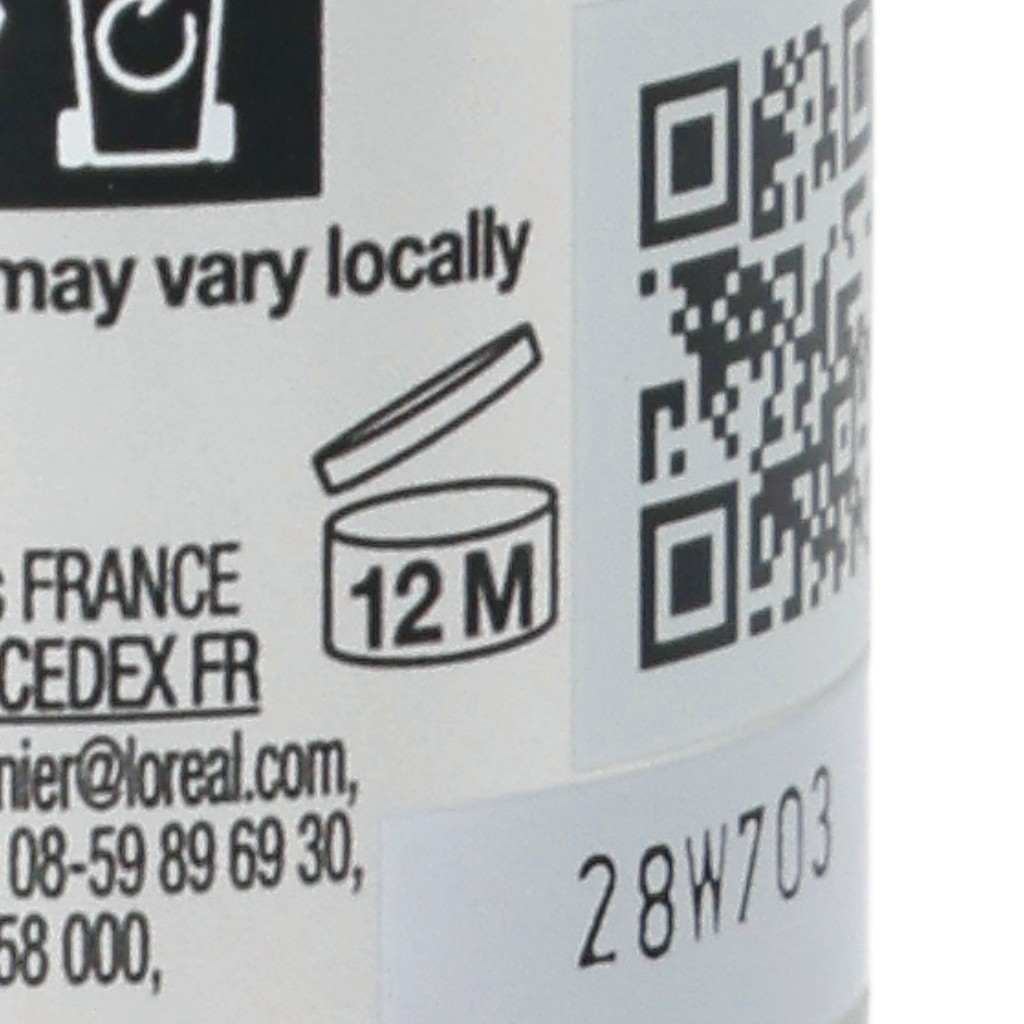 may vary locally
12 M
FRANCE
CEDEX FR
nier@loreal.com,
08-59 89 69 30,
58 000,
28W703